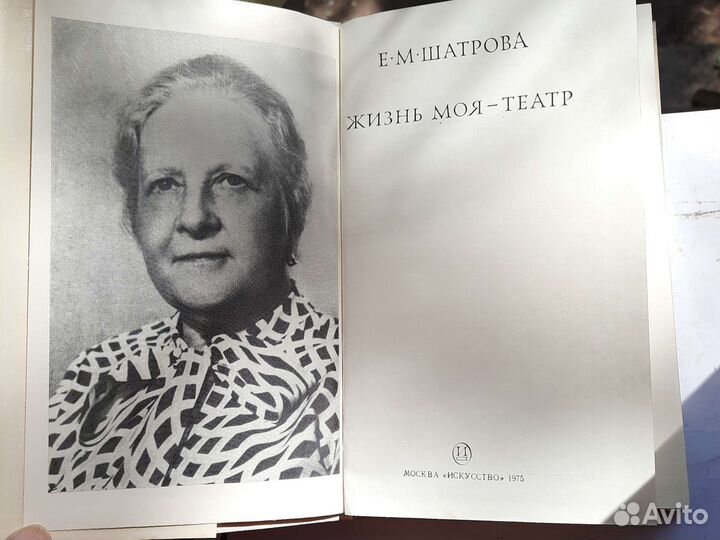 Е·М·ШАТРОВА
ЖИЗНЬ МОЯ–ТЕАТР
МОСКВА «ИСКУССТВО» 1975
Avito